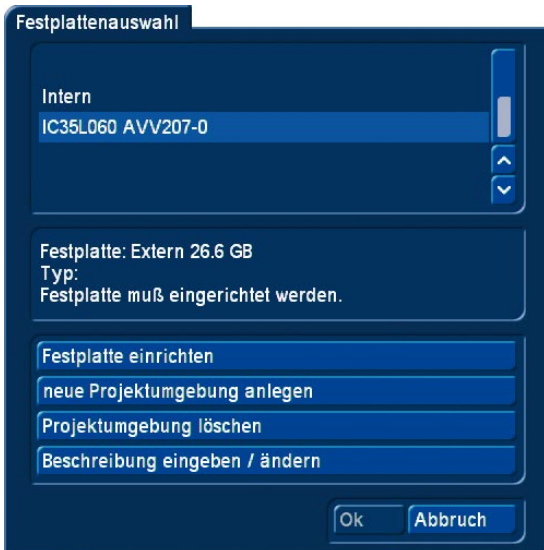 Festplattenauswahl
Intern
IC35L060 AVV207-0
Festplatte: Extern 26.6 GB
Typ:
Festplatte muß eingerichtet werden.
Festplatte einrichten
neue Projektumgebung anlegen
Projektumgebung löschen
Beschreibung eingeben / ändern
Ok
Abbruch